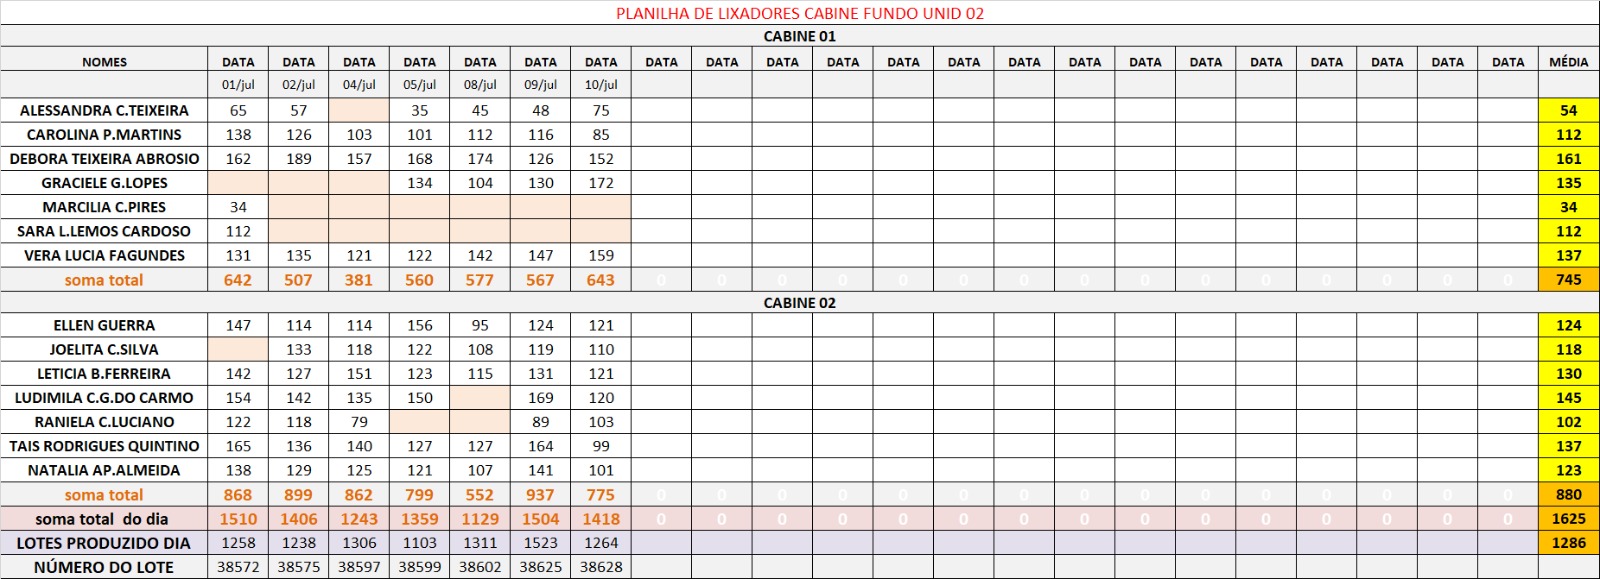 PLANILHA DE LIXADORES CABINE FUNDO UNID 02
CABINE 01
NOMES DATA DATA DATA DATA DATA DATA DATA DATA DATA DATA DATA DATA DATA DATA DATA DATA DATA DATA DATA DATA DATA DATA MÉDIA
01/jul 02/jul 04/jul 05/jul 08/jul 09/jul 10/jul
ALESSANDRA C.TEIXEIRA 65 57 35 45 48 75 54
CAROLINA P.MARTINS 138 126 103 101 112 116 85 112
DEBORA TEIXEIRA ABROSIO 162 189 157 168 174 126 152 161
GRACIELE G.LOPES 134 104 130 172 135
MARCILIA C.PIRES 34 34
SARA L.LEMOS CARDOSO 112 112
VERA LUCIA FAGUNDES 131 135 121 122 142 147 159 137
soma total 642 507 381 560 577 567 643 0 0 0 0 0 0 0 0 0 0 0 0 0 0 0 745
CABINE 02
ELLEN GUERRA 147 114 114 156 95 124 121 124
JOELITA C.SILVA 133 118 122 108 119 110 118
LETICIA B.FERREIRA 142 127 151 123 115 131 121 130
LUDIMILA C.G.DO CARMO 154 142 135 150 169 120 145
RANIELA C.LUCIANO 122 118 79 89 103 102
TAIS RODRIGUES QUINTINO 165 136 140 127 127 164 99 137
NATALIA AP.ALMEIDA 138 129 125 121 107 141 101 123
soma total 868 899 862 799 552 937 775 0 0 0 0 0 0 0 0 0 0 0 0 0 0 0 880
soma total do dia 1510 1406 1243 1359 1129 1504 1418 0 0 0 0 0 0 0 0 0 0 0 0 0 0 0 1625
LOTES PRODUZIDO DIA 1258 1238 1306 1103 1311 1523 1264 1286
NÚMERO DO LOTE 38572 38575 38597 38599 38602 38625 38628